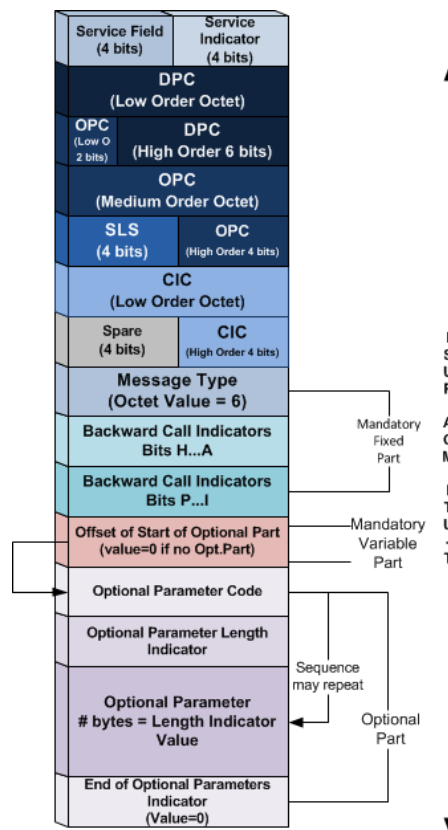 Service Field
(4 bits)
Service
Indicator
(4 bits)
DPC
(Low Order Octet)
OPC
(Low O
2 bits)
DPC
(High Order 6 bits)
OPC
(Medium Order Octet)
SLS
(4 bits)
OPC
(High Order 4 bits)
CIC
(Low Order Octet)
Spare
(4 bits)
CIC
(High Order 4 bits)
Message Type
(Octet Value = 6)
Backward Call Indicators
Bits H...A
Backward Call Indicators
Bits P...I
Mandatory
Fixed
Part
Offset of Start of Optional Part
(value=0 if no Opt.Part)
Mandatory
Variable
Part
Optional Parameter Code
Optional Parameter Length
Indicator
Optional Parameter
# bytes = Length Indicator
Value
Sequence
may repeat
Optional
Part
End of Optional Parameters
Indicator
(Value=0)